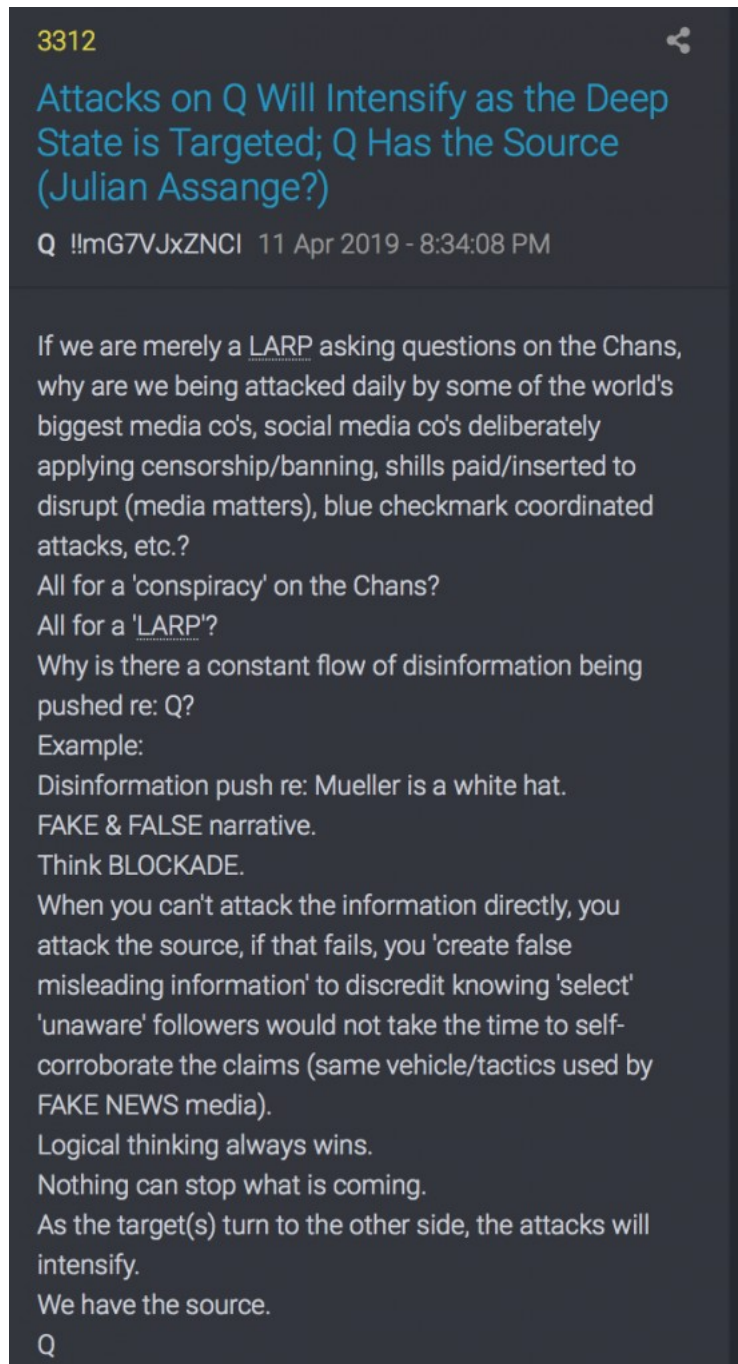 3312
Attacks on Q Will Intensify as the Deep
State is Targeted; Q Has the Source
(Julian Assange?)
Q !!mG7VJxZNCI 11 Apr 2019 - 8:34:08 PM
If we are merely a LARP asking questions on the Chans,
why are we being attacked daily by some of the world's
biggest media co's, social media co's deliberately
applying censorship/banning, shills paid/inserted to
disrupt (media matters), blue checkmark coordinated
attacks, etc.?
All for a 'conspiracy' on the Chans?
All for a 'LARP'?
Why is there a constant flow of disinformation being
pushed re: Q?
Example:
Disinformation push re: Mueller is a white hat.
FAKE & FALSE narrative.
Think BLOCKADE.
When you can't attack the information directly, you
attack the source, if that fails, you 'create false
misleading information' to discredit knowing 'select'
'unaware' followers would not take the time to self-
corroborate the claims (same vehicle/tactics used by
FAKE NEWS media).
Logical thinking always wins.
Nothing can stop what is coming.
As the target(s) turn to the other side, the attacks will
intensify.
We have the source.
Q